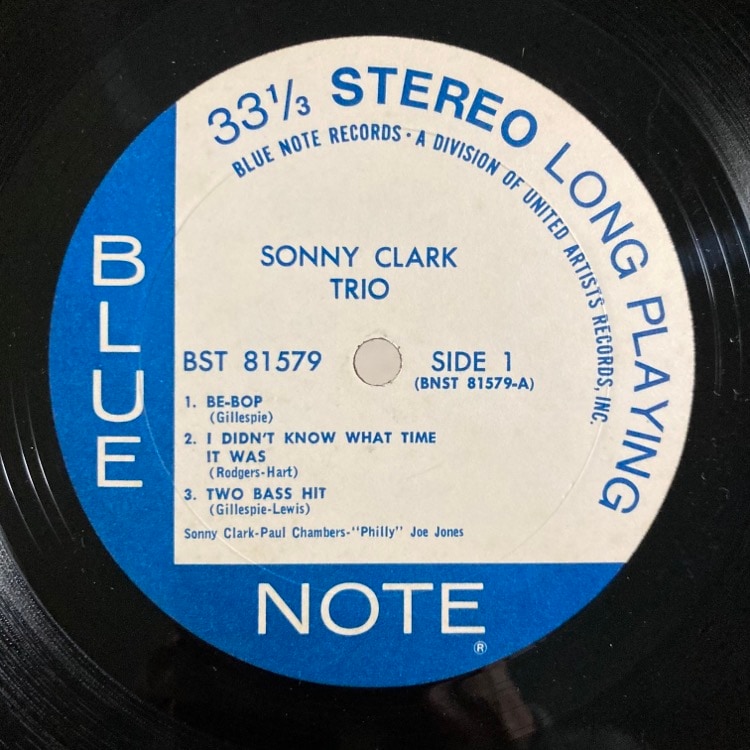 33⅓ STEREO LONG PLAYING
BLUE NOTE RECORDS · A DIVISION OF UNITED ARTISTS RECORDS, INC.
SONNY CLARK
TRIO
BST 81579
SIDE 1
(BNST 81579-A)
1. BE-BOP
(Gillespie)
2. I DIDN'T KNOW WHAT TIME
IT WAS
(Rodgers-Hart)
3. TWO BASS HIT
(Gillespie-Lewis)
Sonny Clark-Paul Chambers-"Philly" Joe Jones
BLUE
NOTE
®